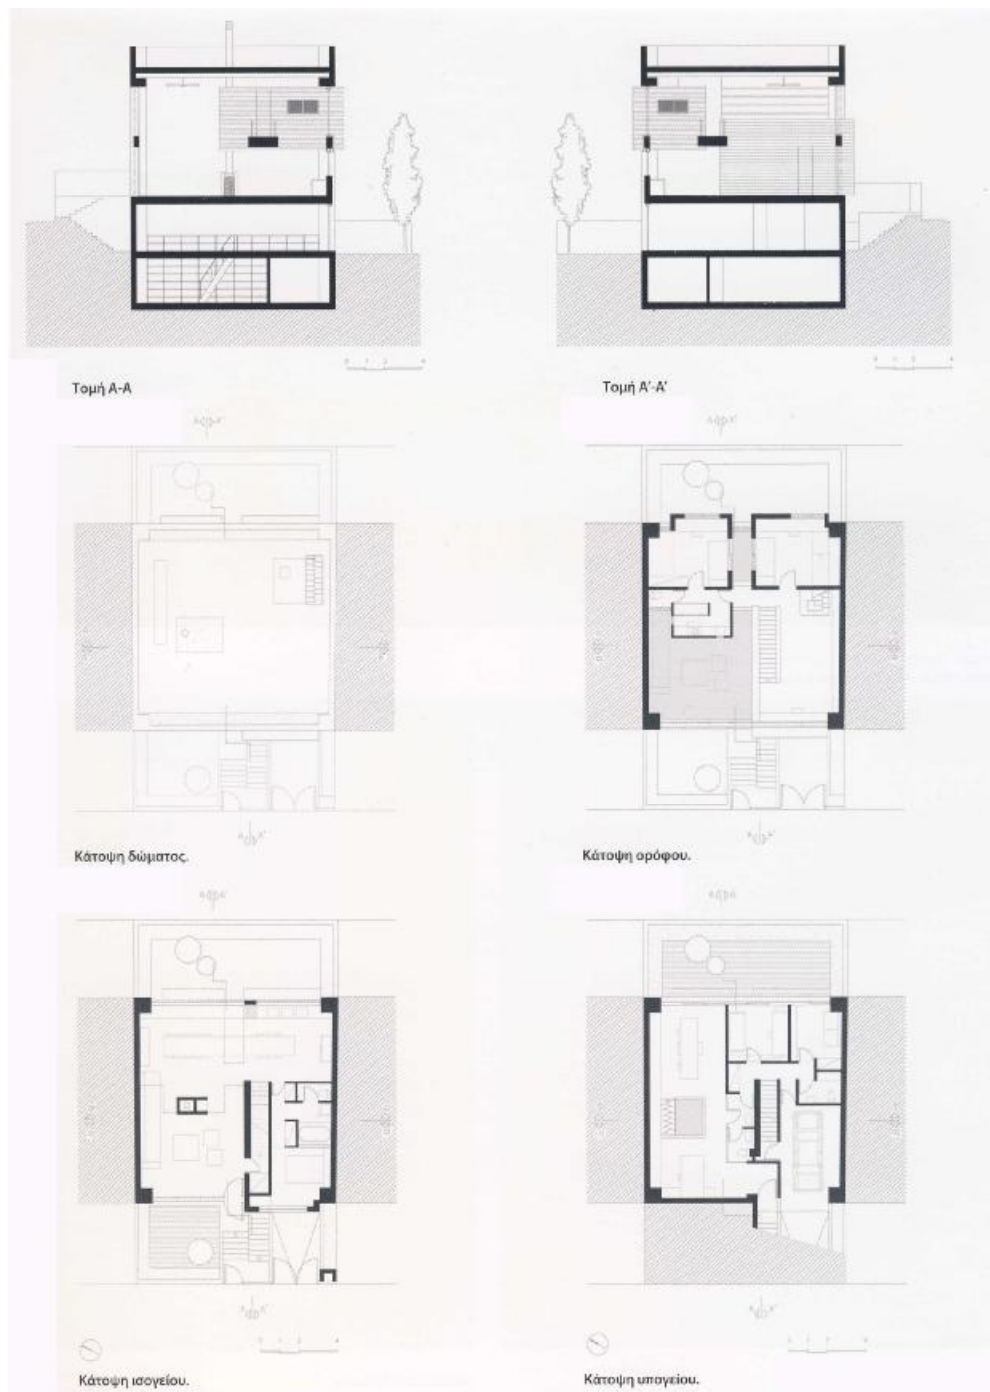 Τομή Α-Α
Τομή Α′-Α′
Κάτοψη δώματος.
Κάτοψη ορόφου.
Κάτοψη ισογείου.
Κάτοψη υπογείου.